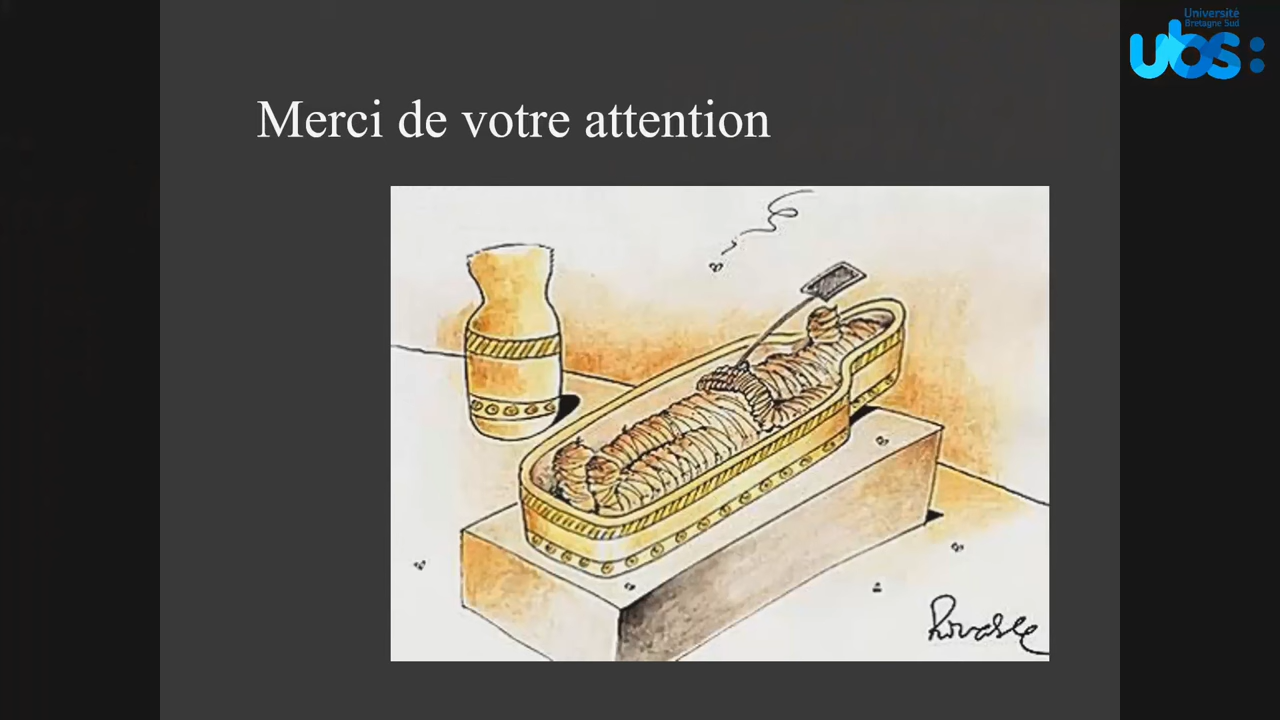 Université
Bretagne Sud
ubs:
Merci de votre attention